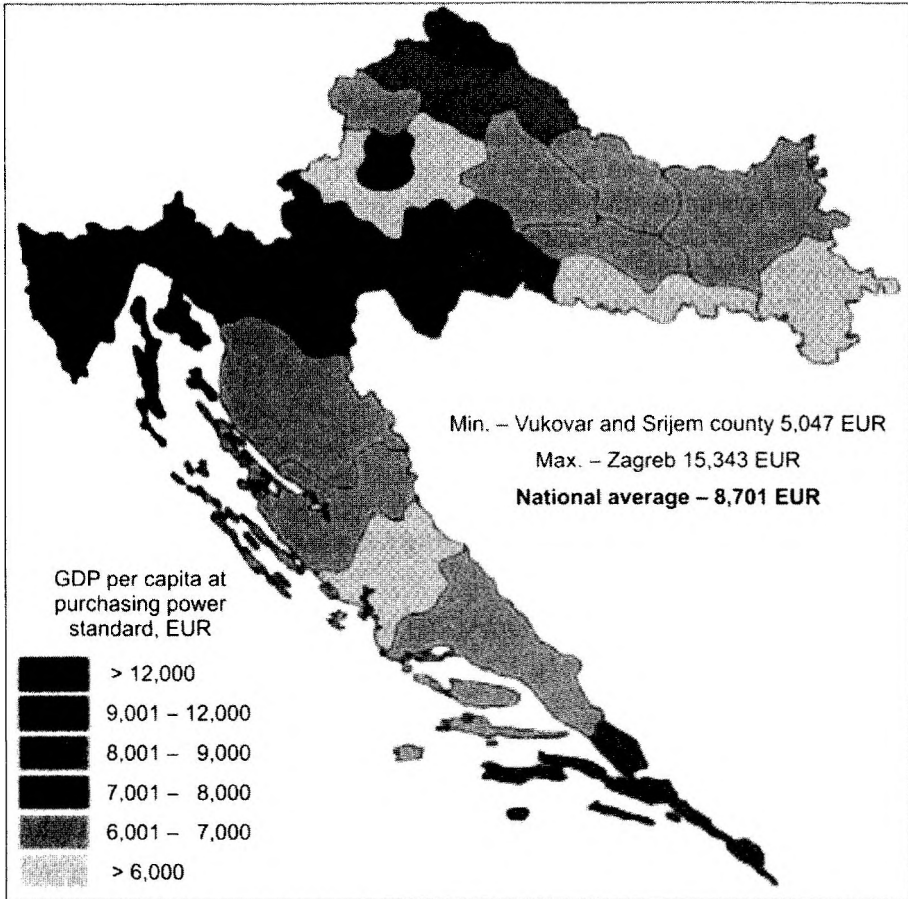 Min. – Vukovar and Srijem county 5,047 EUR
Max. – Zagreb 15,343 EUR
National average – 8,701 EUR
GDP per capita at
purchasing power
standard, EUR
> 12,000
9,001 – 12,000
8,001 – 9,000
7,001 – 8,000
6,001 – 7,000
> 6,000